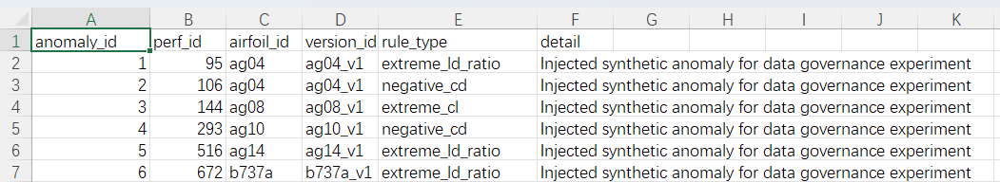 A B C D E F G H I J K
1 anomaly_id perf_id airfoil_id version_id rule_type detail
2 1 95 ag04 ag04_v1 extreme_ld_ratio Injected synthetic anomaly for data governance experiment
3 2 106 ag04 ag04_v1 negative_cd Injected synthetic anomaly for data governance experiment
4 3 144 ag08 ag08_v1 extreme_cl Injected synthetic anomaly for data governance experiment
5 4 293 ag10 ag10_v1 negative_cd Injected synthetic anomaly for data governance experiment
6 5 516 ag14 ag14_v1 extreme_ld_ratio Injected synthetic anomaly for data governance experiment
7 6 672 b737a b737a_v1 extreme_ld_ratio Injected synthetic anomaly for data governance experiment